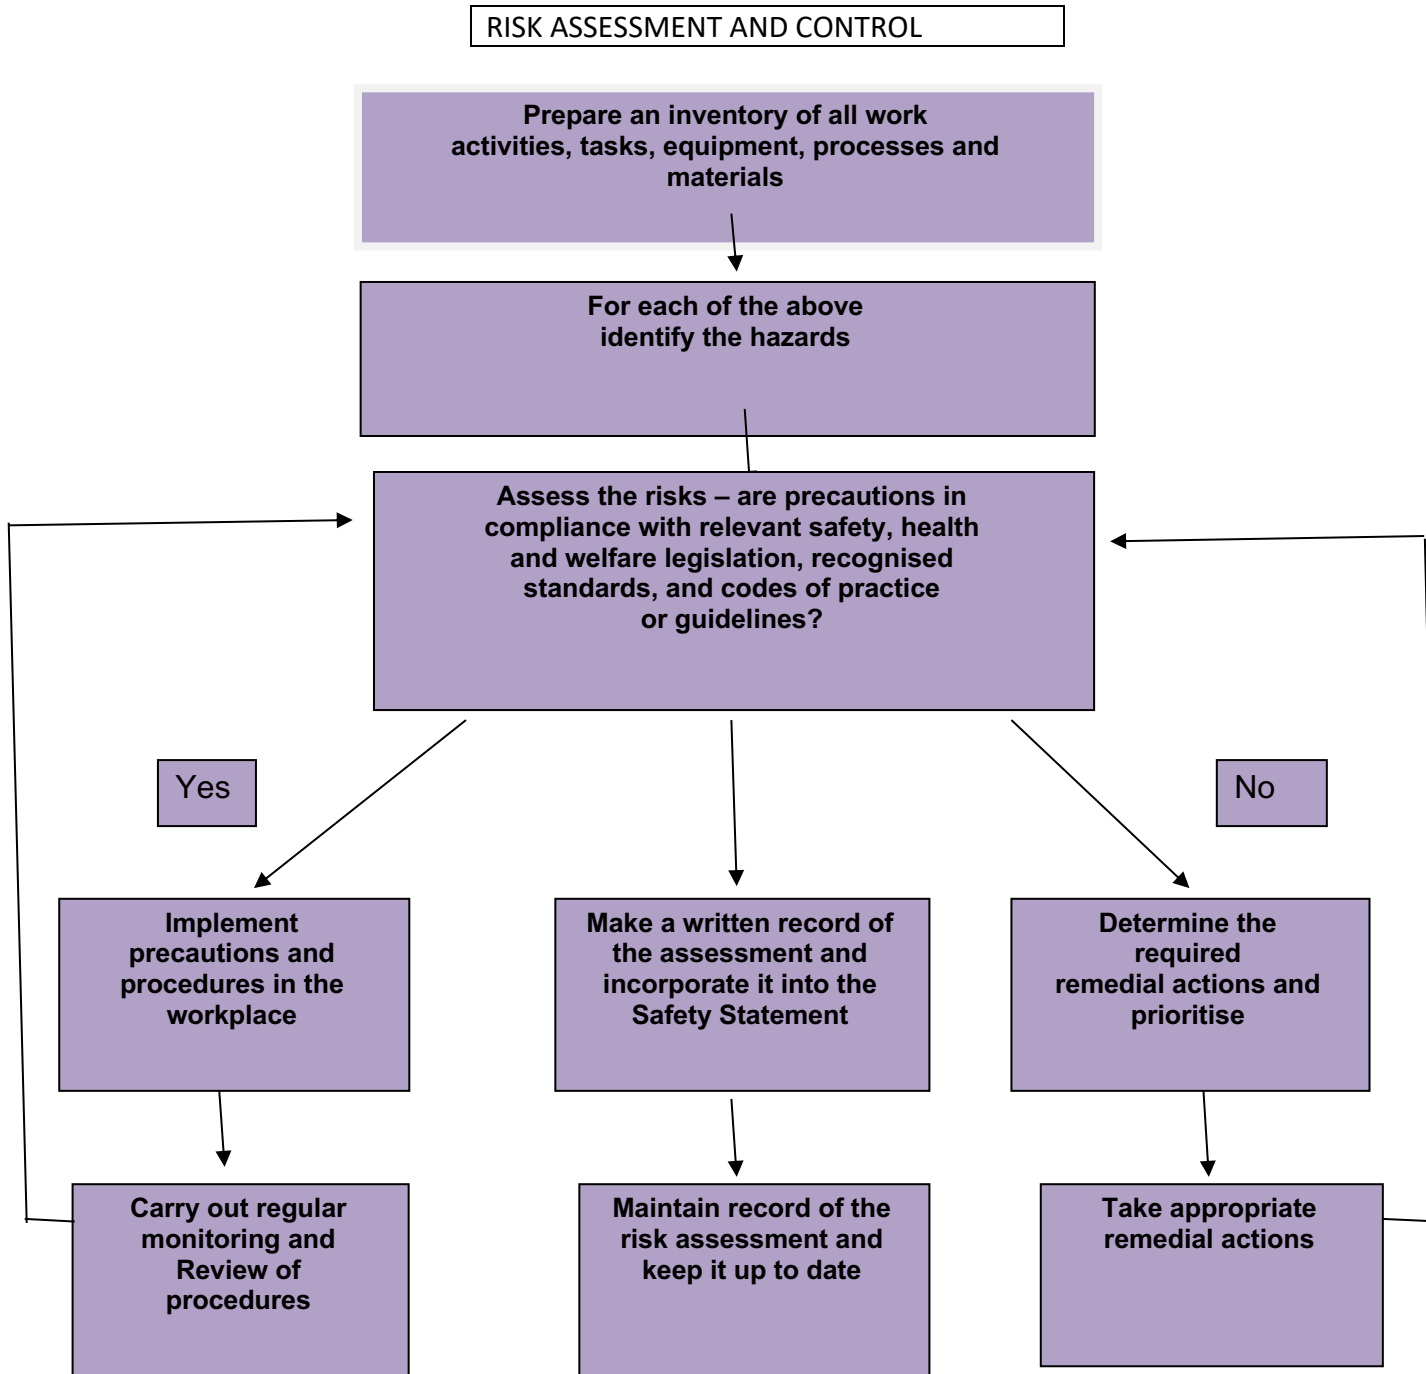 RISK ASSESSMENT AND CONTROL
Prepare an inventory of all work
activities, tasks, equipment, processes and
materials
For each of the above
identify the hazards
Assess the risks – are precautions in
compliance with relevant safety, health
and welfare legislation, recognised
standards, and codes of practice
or guidelines?
Yes
No
Implement
precautions and
procedures in the
workplace
Make a written record of
the assessment and
incorporate it into the
Safety Statement
Determine the
required
remedial actions and
prioritise
Carry out regular
monitoring and
Review of
procedures
Maintain record of the
risk assessment and
keep it up to date
Take appropriate
remedial actions